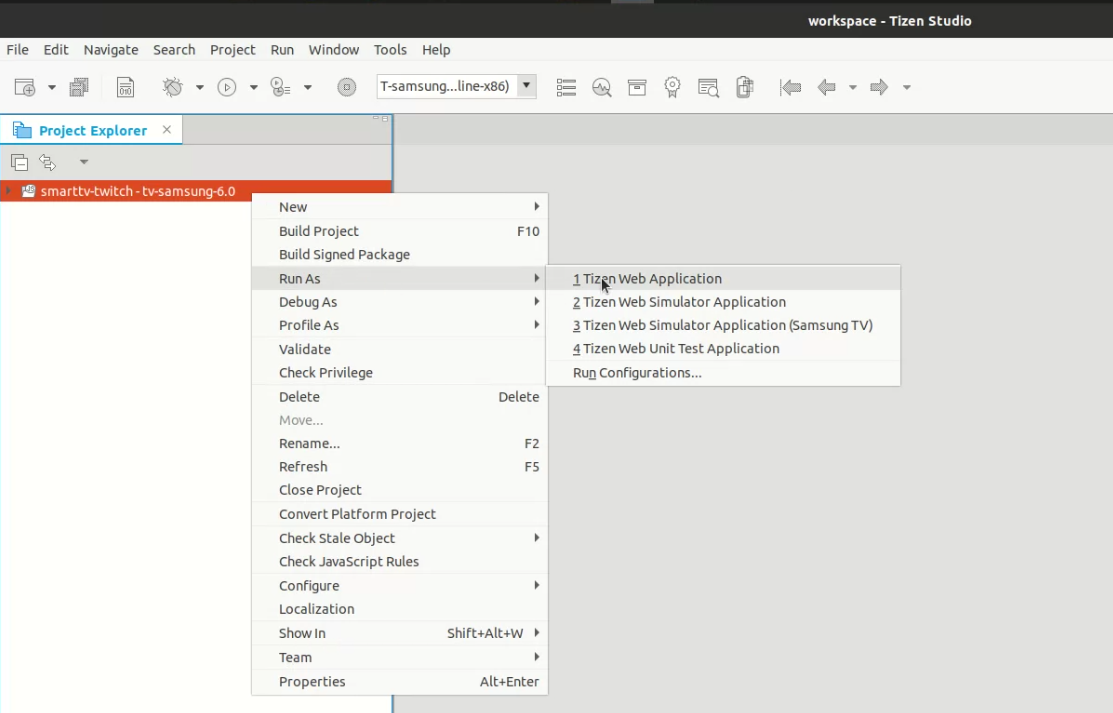 workspace - Tizen Studio
File Edit Navigate Search Project Run Window Tools Help
T-samsung...line-x86)
Project Explorer
smarttv-twitch - tv-samsung-6.0
New
Build Project F10
Build Signed Package
Run As
1 Tizen Web Application
Debug As
2 Tizen Web Simulator Application
Profile As
3 Tizen Web Simulator Application (Samsung TV)
Validate
4 Tizen Web Unit Test Application
Check Privilege
Run Configurations...
Delete Delete
Move...
Rename... F2
Refresh F5
Close Project
Convert Platform Project
Check Stale Object
Check JavaScript Rules
Configure
Localization
Show In Shift+Alt+W
Team
Properties Alt+Enter